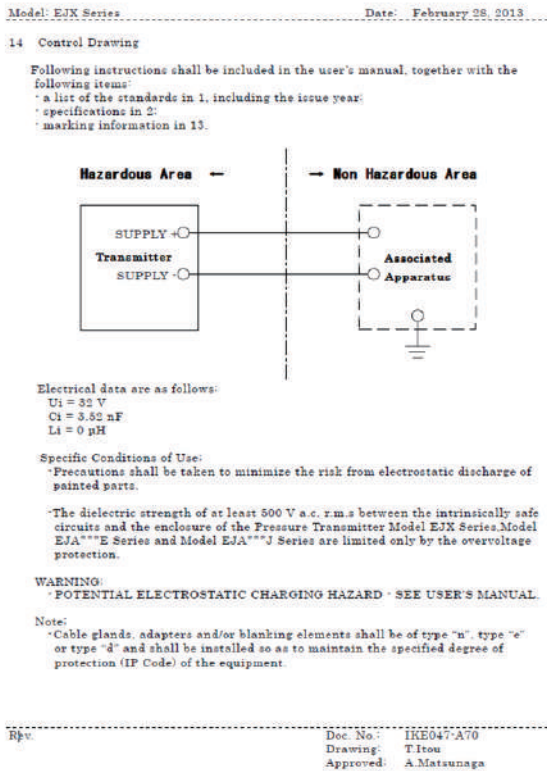 Model: EJX Series Date: February 28, 2013
14 Control Drawing
Following instructions shall be included in the user's manual, together with the
following items:
· a list of the standards in 1, including the issue year;
· specifications in 2;
· marking information in 13.
Hazardous Area ← → Non Hazardous Area
SUPPLY +
Transmitter
SUPPLY -
Associated
Apparatus
Electrical data are as follows:
Ui = 32 V
Ci = 3.52 nF
Li = 0 μH
Specific Conditions of Use;
·Precautions shall be taken to minimize the risk from electrostatic discharge of
painted parts.
·The dielectric strength of at least 500 V a.c. r.m.s between the intrinsically safe
circuits and the enclosure of the Pressure Transmitter Model EJX Series,Model
EJA***E Series and Model EJA***J Series are limited only by the overvoltage
protection.
WARNING:
· POTENTIAL ELECTROSTATIC CHARGING HAZARD · SEE USER'S MANUAL.
Note;
·Cable glands, adapters and/or blanking elements shall be of type "n", type "e"
or type "d" and shall be installed so as to maintain the specified degree of
protection (IP Code) of the equipment.
Rev.
Doc. No.: IKE047-A70
Drawing: T.Itou
Approved: A.Matsunaga